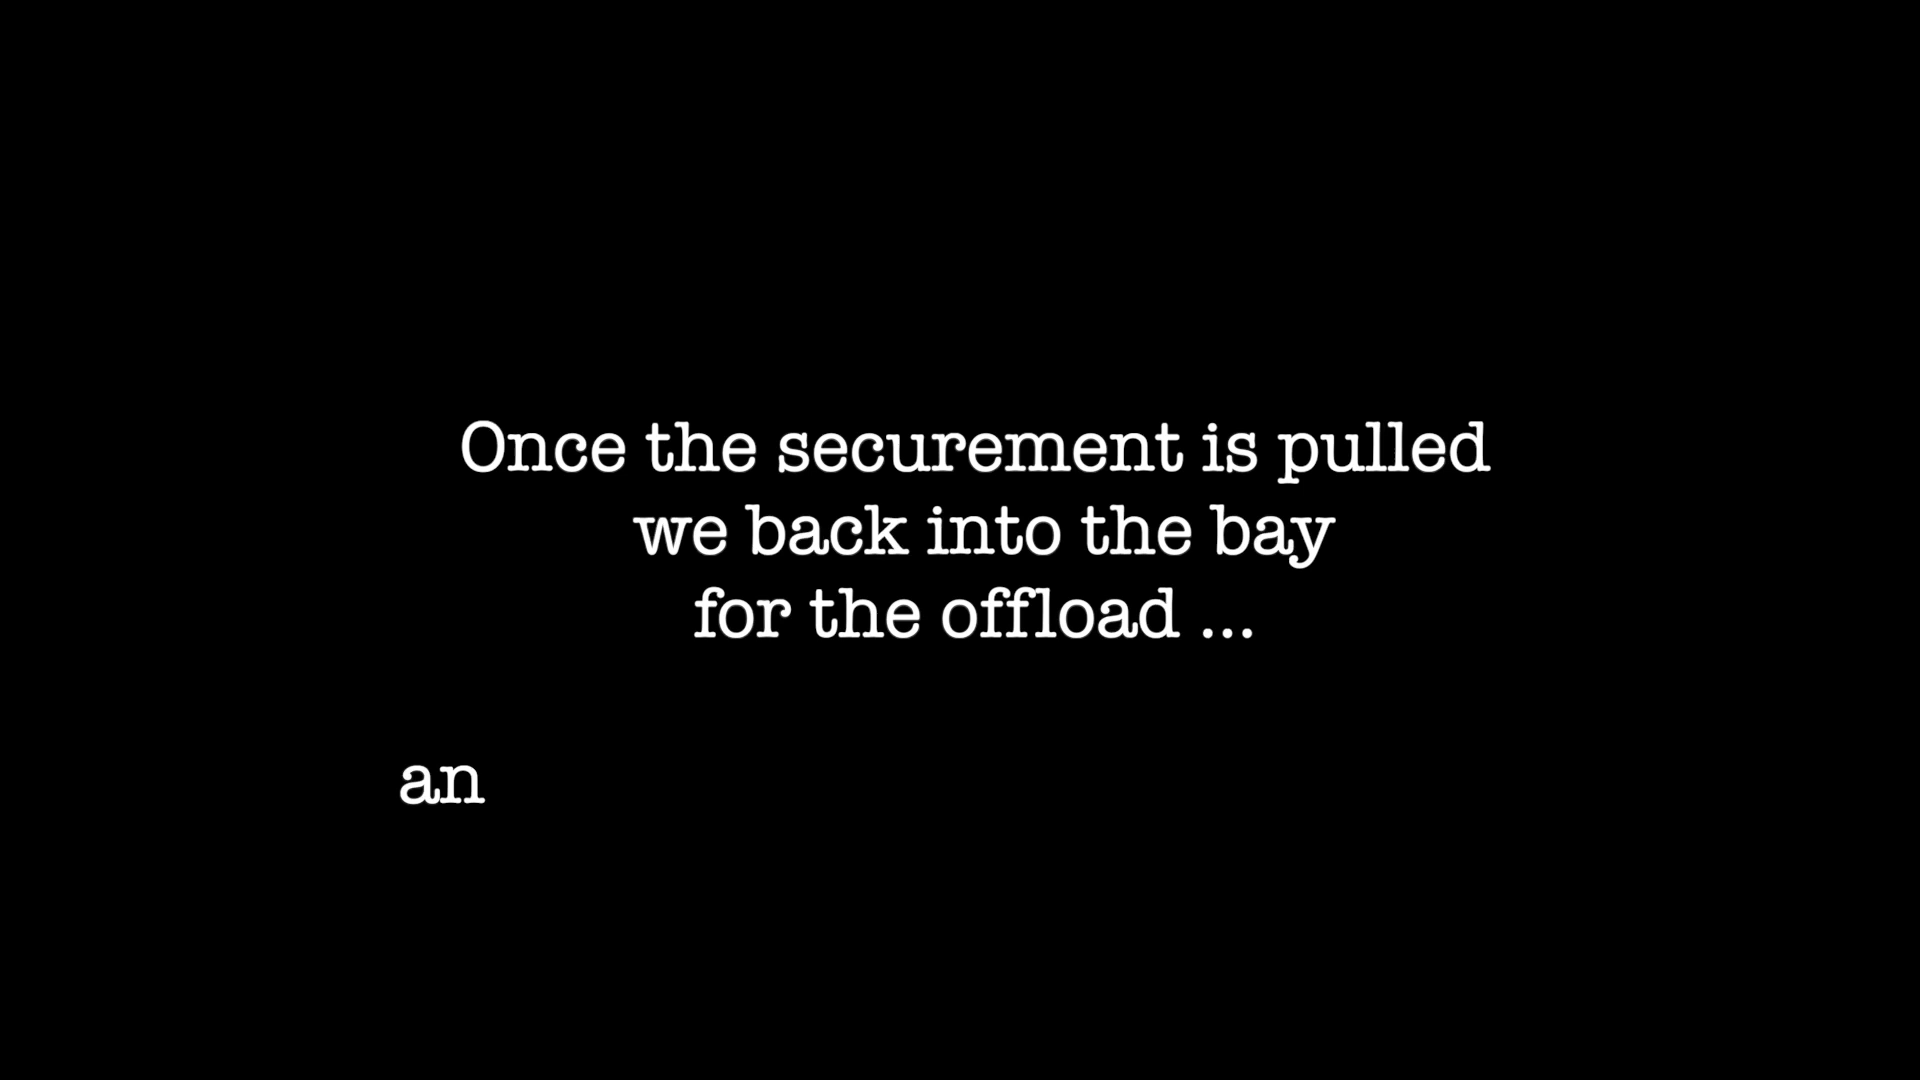 Once the securement is pulled
we back into the bay
for the offload ...
an